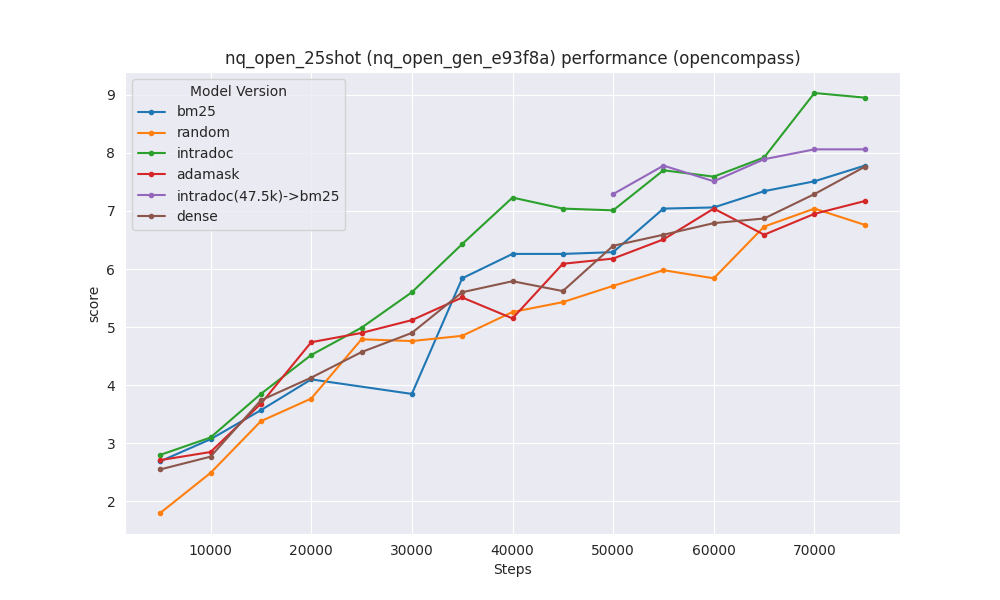 nq_open_25shot (nq_open_gen_e93f8a) performance (opencompass)
Model Version
bm25
random
intradoc
adamask
intradoc(47.5k)->bm25
dense
score
9
8
7
6
5
4
3
2
10000 20000 30000 40000 50000 60000 70000
Steps